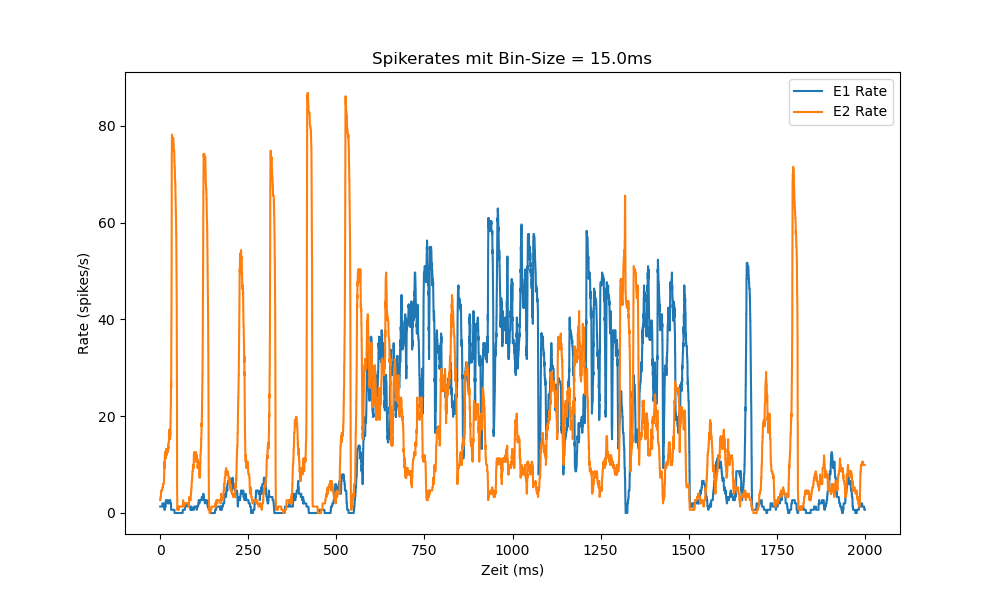 Spikerates mit Bin-Size = 15.0ms
E1 Rate
E2 Rate
80
60
40
20
0
Rate (spikes/s)
0 250 500 750 1000 1250 1500 1750 2000
Zeit (ms)